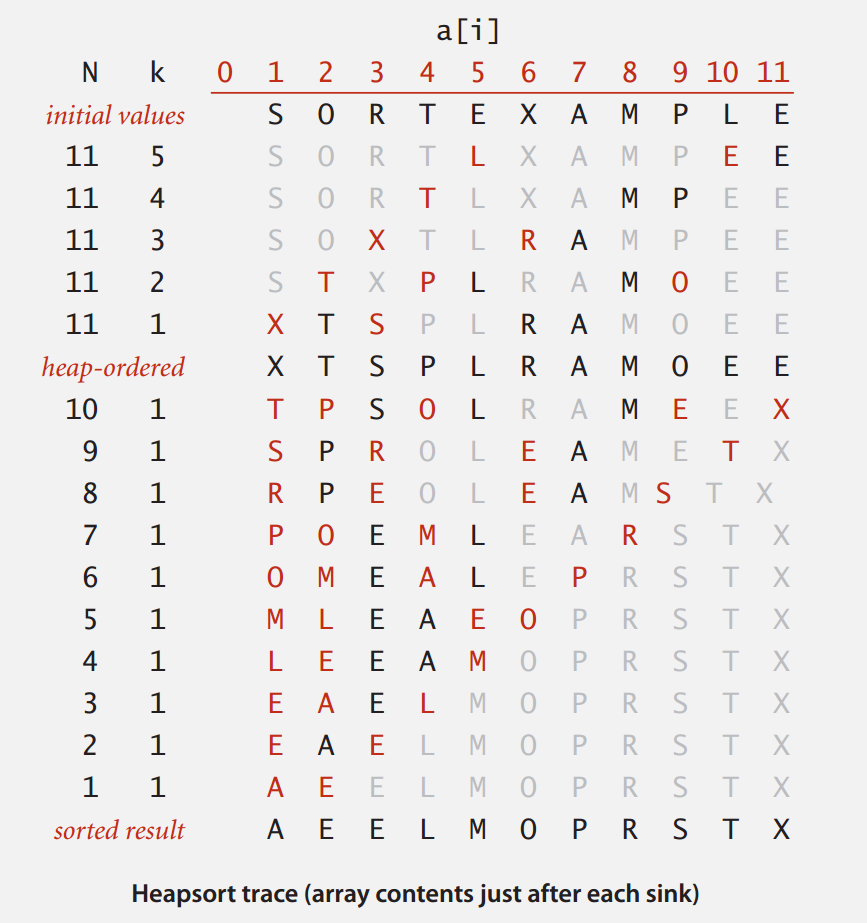 a[i]
N k 0 1 2 3 4 5 6 7 8 9 10 11
initial values S O R T E X A M P L E
11 5 S O R T L X A M P E E
11 4 S O R T L X A M P E E
11 3 S O X T L R A M P E E
11 2 S T X P L R A M O E E
11 1 X T S P L R A M O E E
heap-ordered X T S P L R A M O E E
10 1 T P S O L R A M E E X
9 1 S P R O L E A M E T X
8 1 R P E O L E A M S T X
7 1 P O E M L E A R S T X
6 1 O M E A L E P R S T X
5 1 M L E A E O P R S T X
4 1 L E E A M O P R S T X
3 1 E A E L M O P R S T X
2 1 E A E L M O P R S T X
1 1 A E E L M O P R S T X
sorted result A E E L M O P R S T X
Heapsort trace (array contents just after each sink)